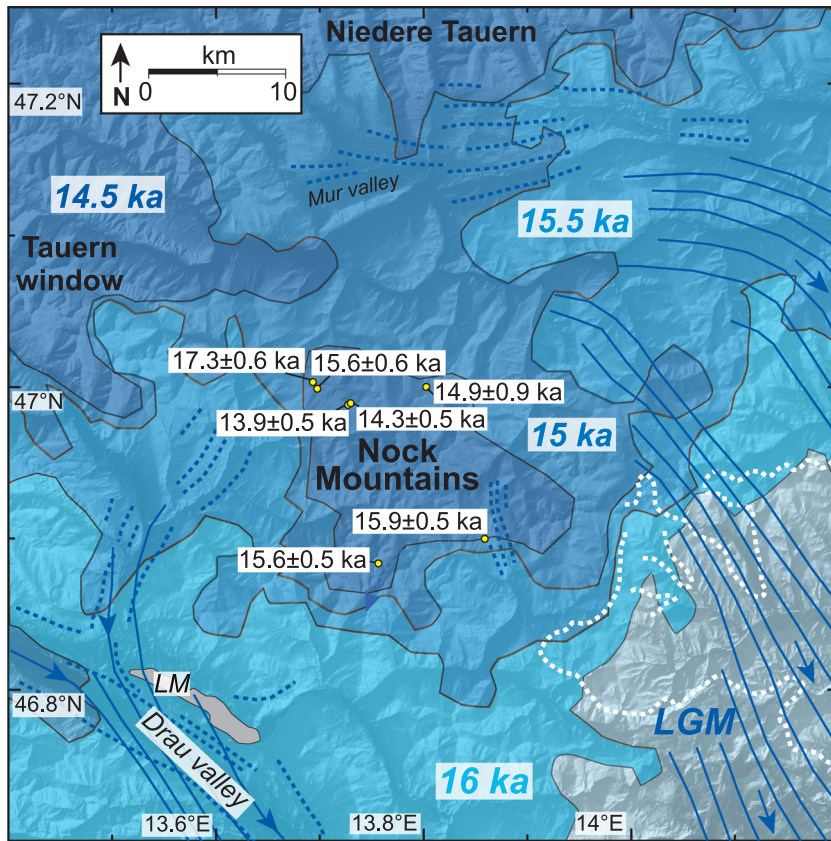 Niedere Tauern
km
N
0
10
47.2°N
Mur valley
14.5 ka
15.5 ka
Tauern
window
17.3±0.6 ka
15.6±0.6 ka
47°N
14.9±0.9 ka
13.9±0.5 ka
14.3±0.5 ka
15 ka
Nock
Mountains
15.9±0.5 ka
15.6±0.5 ka
LM
46.8°N
LGM
Drau valley
16 ka
13.6°E
13.8°E
14°E